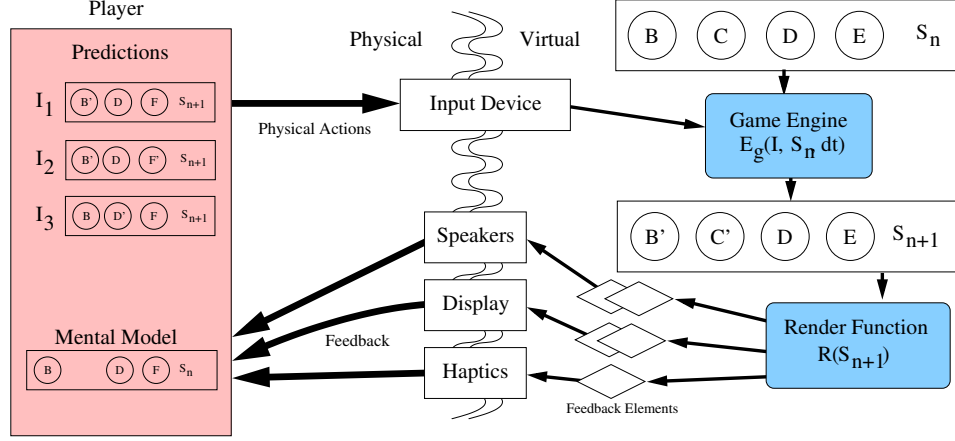 Player
Predictions
I1 B' D F Sn+1
I2 B' D F' Sn+1
I3 B D' F Sn+1
Mental Model
B D F Sn
Physical Actions
Feedback
Physical Virtual
Input Device
Speakers
Display
Haptics
B C D E Sn
Game Engine
Eg(I, Sn, dt)
B' C' D E Sn+1
Render Function
R(Sn+1)
Feedback Elements